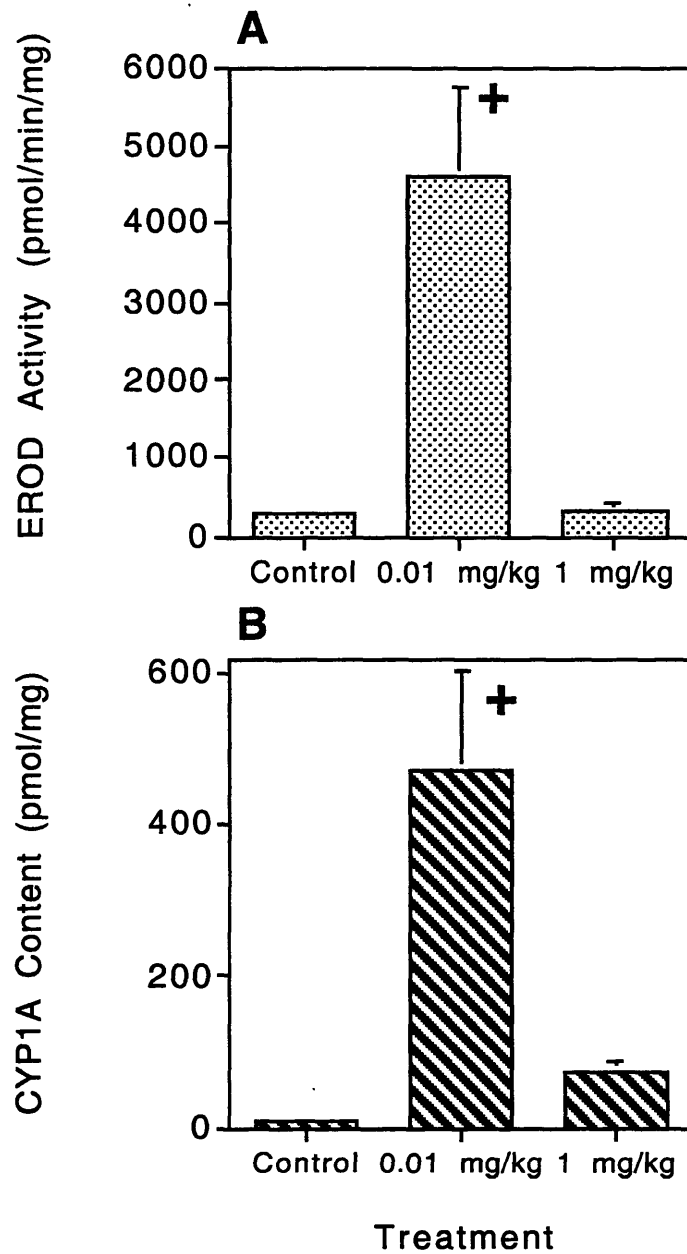 A
EROD Activity (pmol/min/mg)
6000
5000
4000
3000
2000
1000
0
+
Control 0.01 mg/kg 1 mg/kg
B
CYP1A Content (pmol/mg)
600
400
200
0
+
Control 0.01 mg/kg 1 mg/kg
Treatment